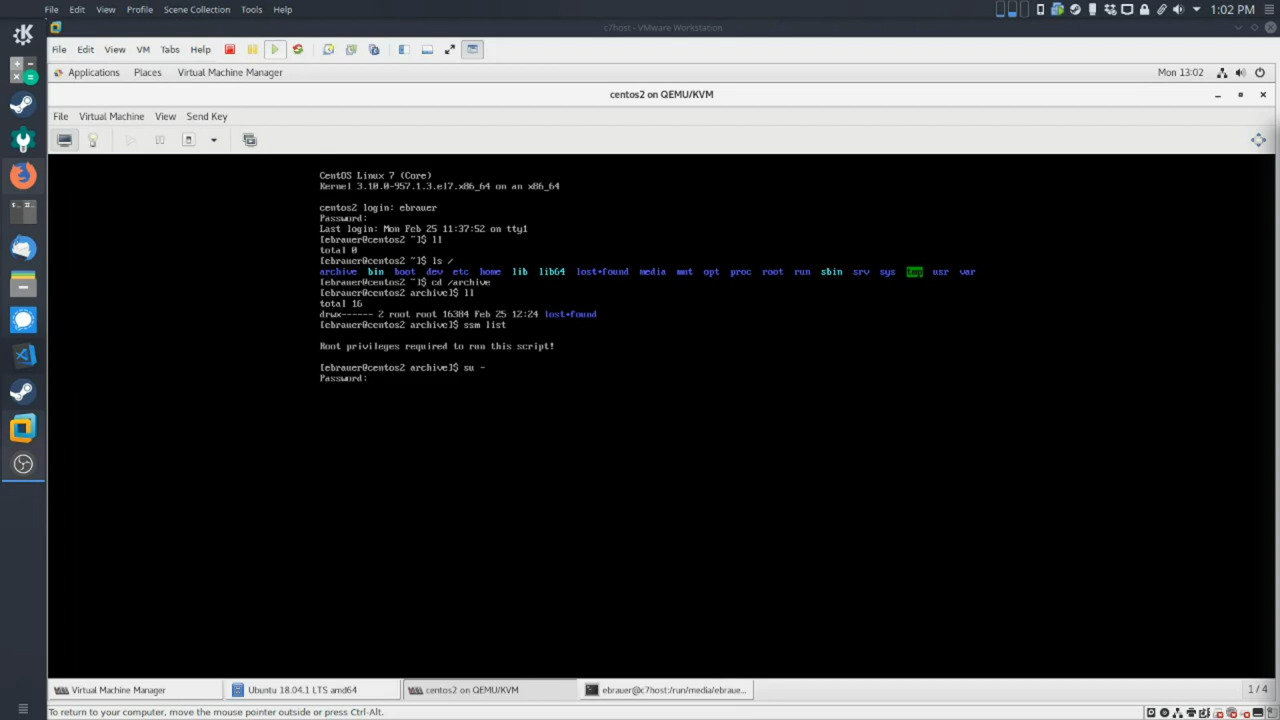 File Edit View Profile Scene Collection Tools Help 1:02 PM
c7host - VMware Workstation
File Edit View VM Tabs Help
Applications Places Virtual Machine Manager Mon 13:02
centos2 on QEMU/KVM
File Virtual Machine View Send Key
CentOS Linux 7 (Core)
Kernel 3.10.0-957.1.3.el7.x86_64 on an x86_64
centos2 login: ebrauer
Password:
Last login: Mon Feb 25 11:37:52 on tty1
[ebrauer@centos2 ~]$ ll
total 0
[ebrauer@centos2 ~]$ ls /
archive bin boot dev etc home lib lib64 lost+found media mnt opt proc root run sbin srv sys tmp usr var
[ebrauer@centos2 ~]$ cd /archive
[ebrauer@centos2 archive]$ ll
total 16
drwx------ 2 root root 16384 Feb 25 12:24 lost+found
[ebrauer@centos2 archive]$ ssm list
Root privileges required to run this script!
[ebrauer@centos2 archive]$ su -
Password:
Virtual Machine Manager Ubuntu 18.04.1 LTS amd64 centos2 on QEMU/KVM ebrauer@c7host:/run/media/ebraue... 1 / 4
To return to your computer, move the mouse pointer outside or press Ctrl-Alt.